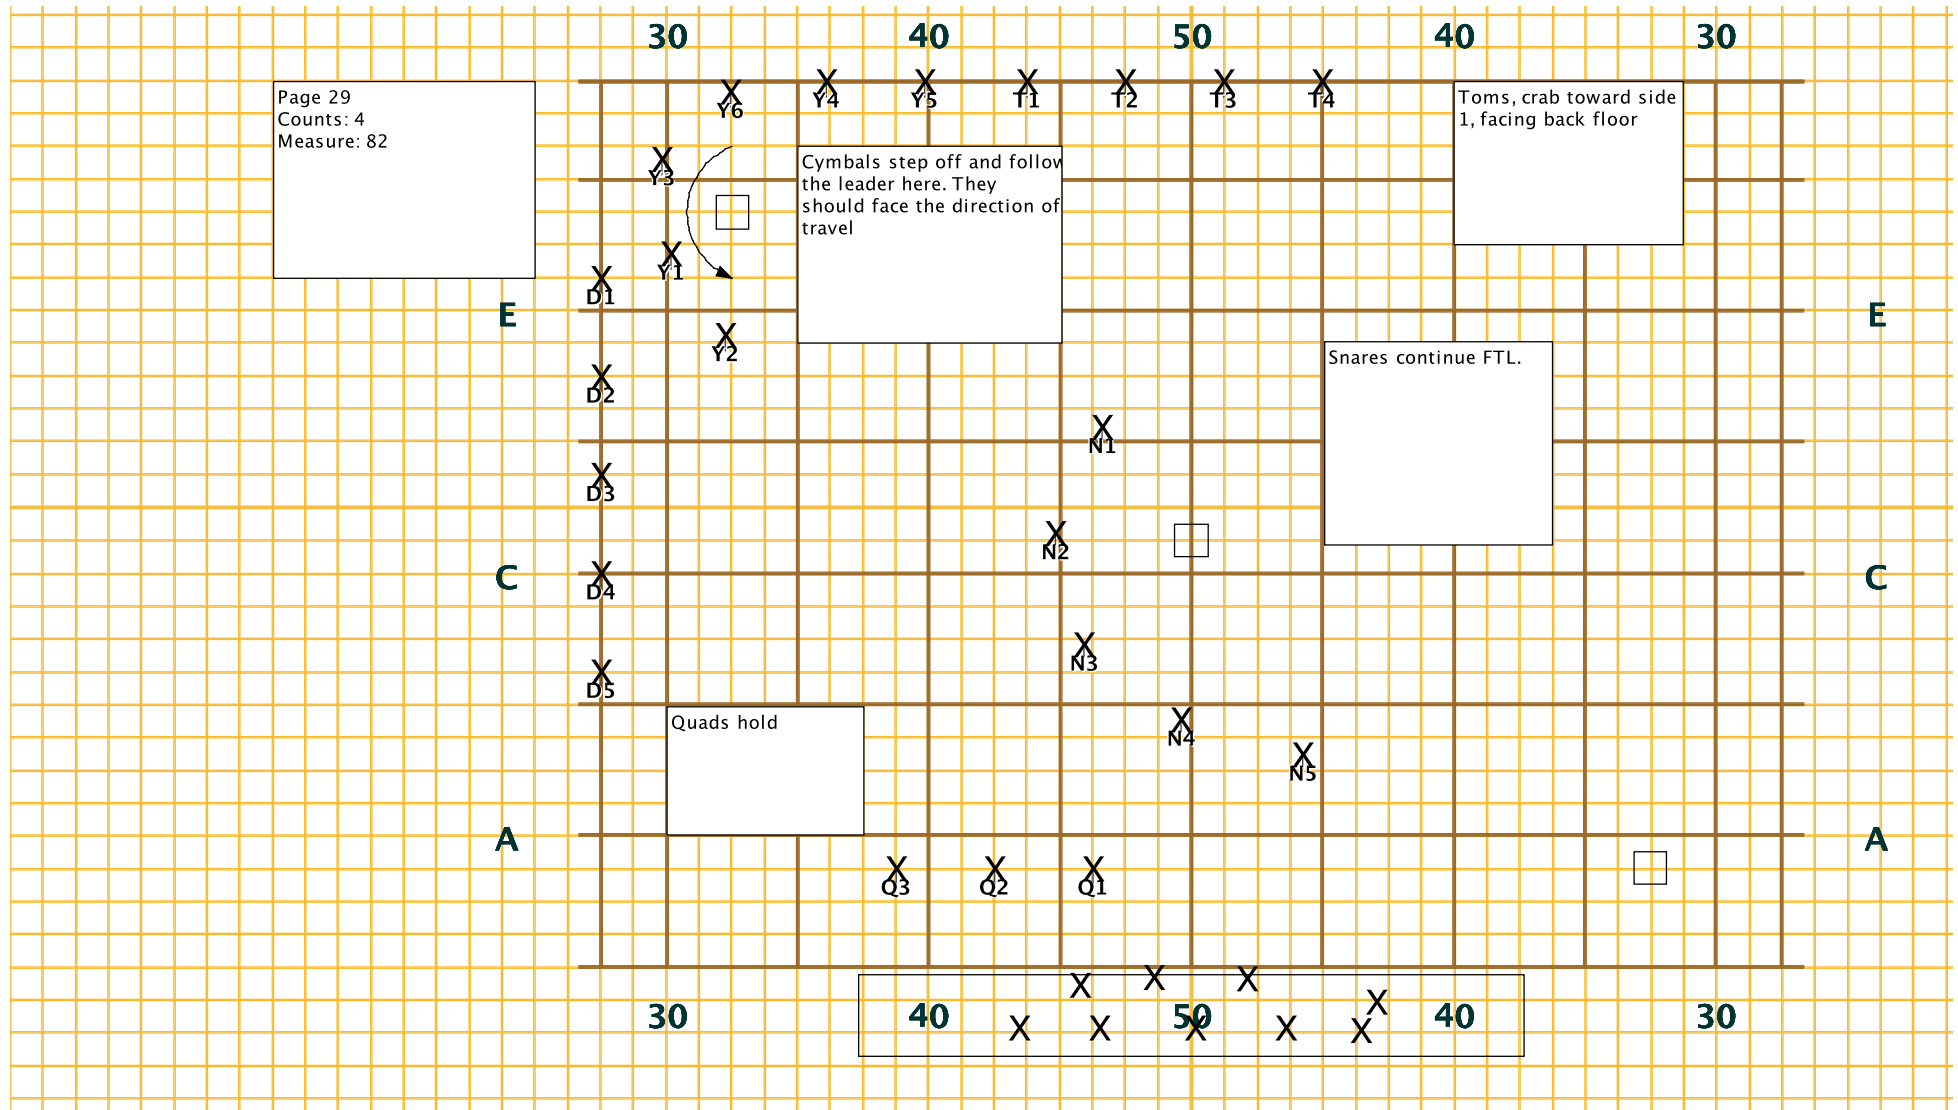 30 40 50 40 30
Page 29
Counts: 4
Measure: 82
Y6 Y4 Y5 T1 T2 T3 T4
Toms, crab toward side
1, facing back floor
Y3
Cymbals step off and follow
the leader here. They
should face the direction of
travel
Y1
D1
E E
Y2
Snares continue FTL.
D2
N1
D3
N2
C C
D4
N3
D5
Quads hold
N4
N5
A A
Q3 Q2 Q1
30 40 50 40 30